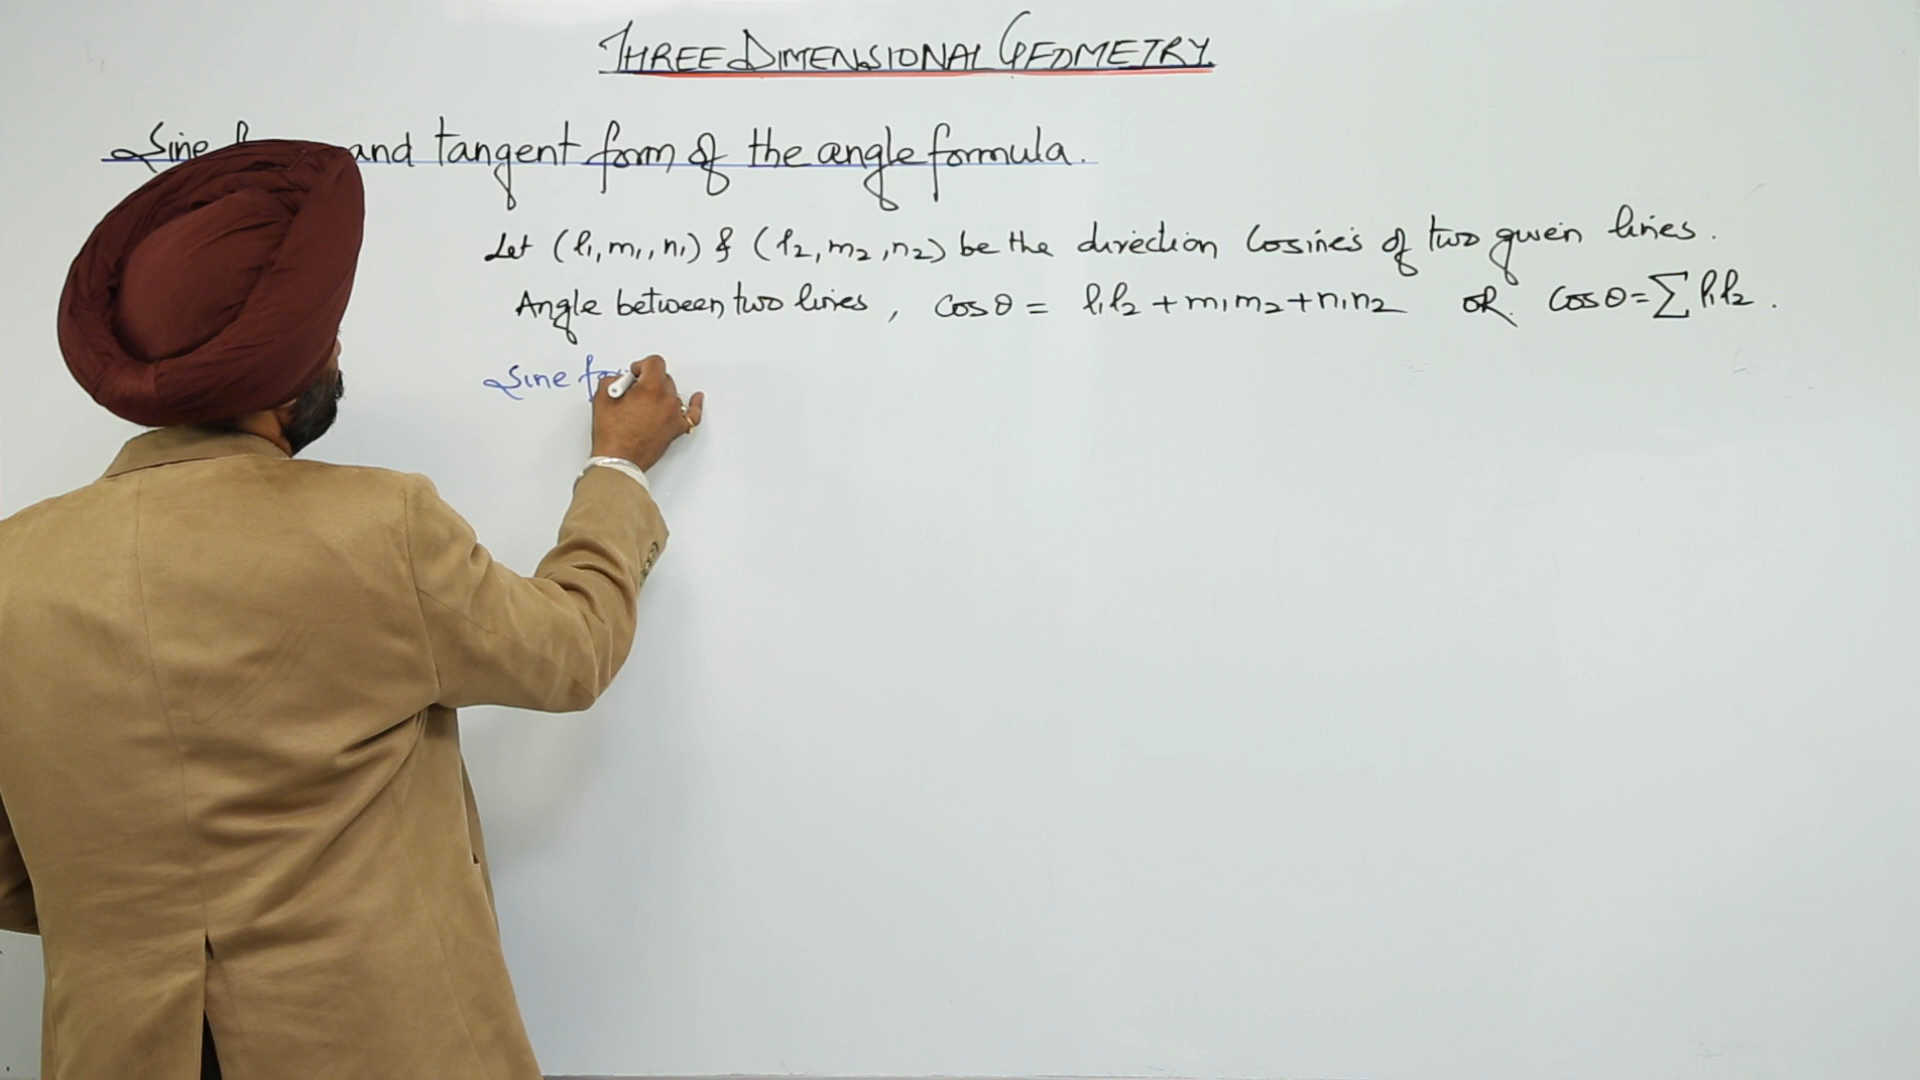 THREE DIMENSIONAL GEOMETRY.
Sine and tangent form of the angle formula.
Let (l1, m1, n1) & (l2, m2, n2) be the direction Cosines of two given lines.
Angle between two lines, cosθ = l1l2 + m1m2 + n1n2 OR. Cosθ = ∑ l1l2.
Sine